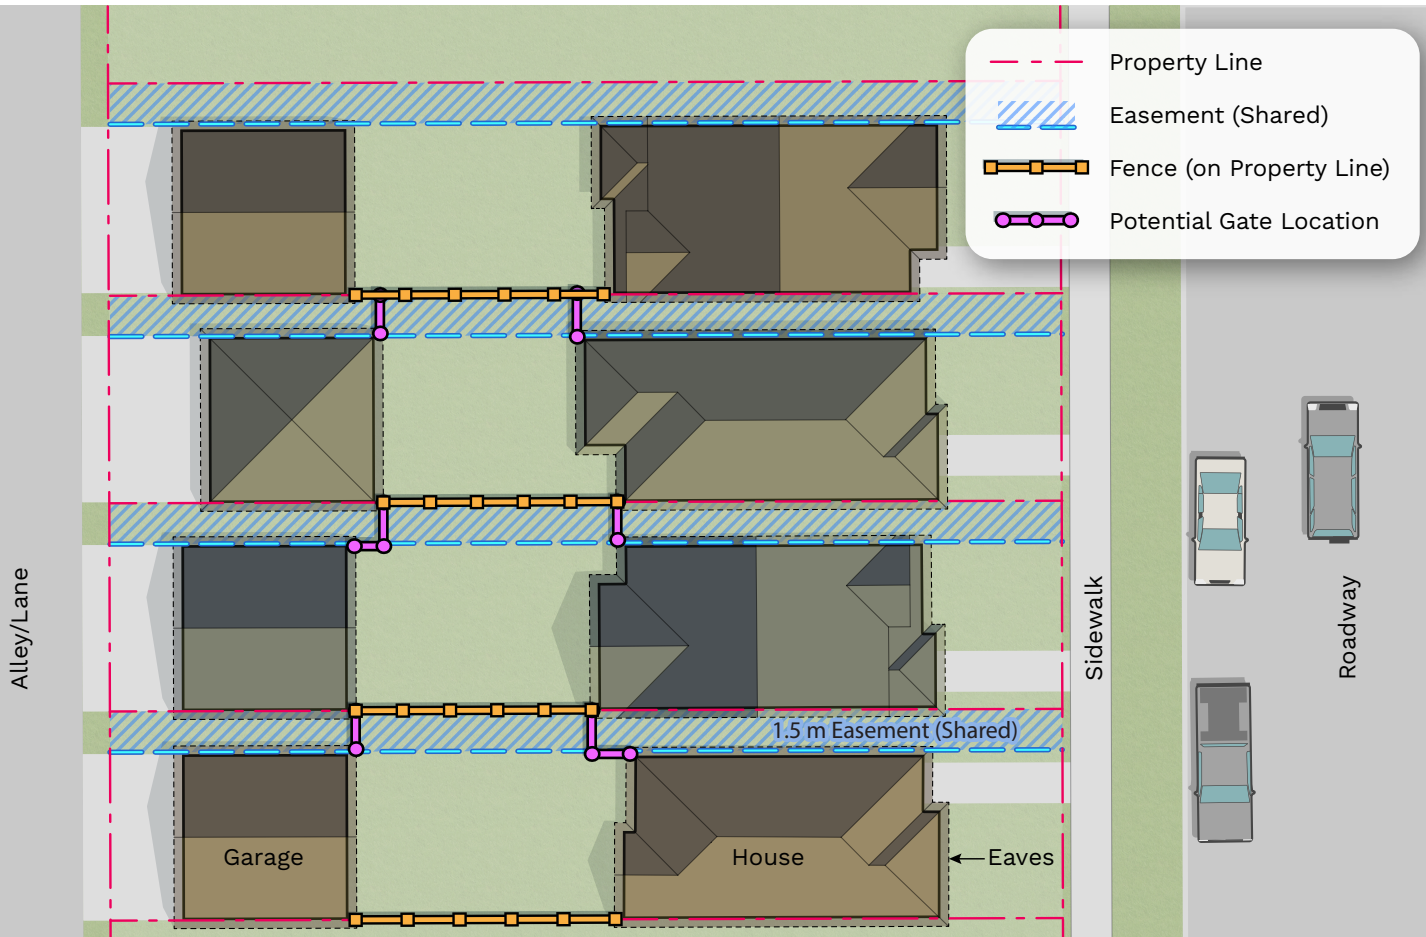 Property Line
Easement (Shared)
Fence (on Property Line)
Potential Gate Location
Alley/Lane
Sidewalk
Roadway
1.5 m Easement (Shared)
Garage
House
Eaves